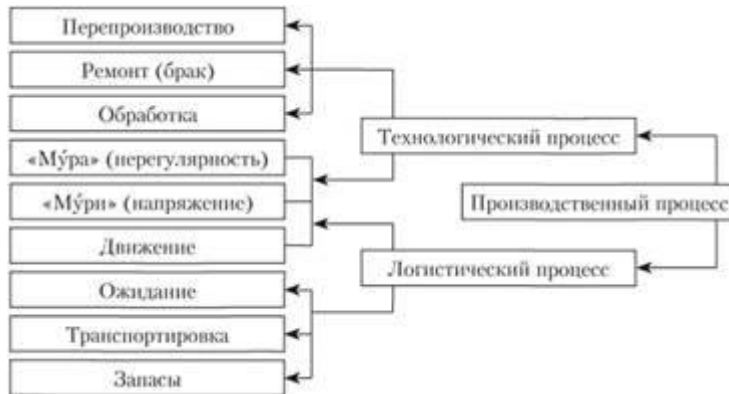 Перепроизводство
Ремонт (брак)
Обработка
«Му́ра» (нерегулярность)
«Му́ри» (напряжение)
Движение
Ожидание
Транспортировка
Запасы
Технологический процесс
Производственный процесс
Логистический процесс